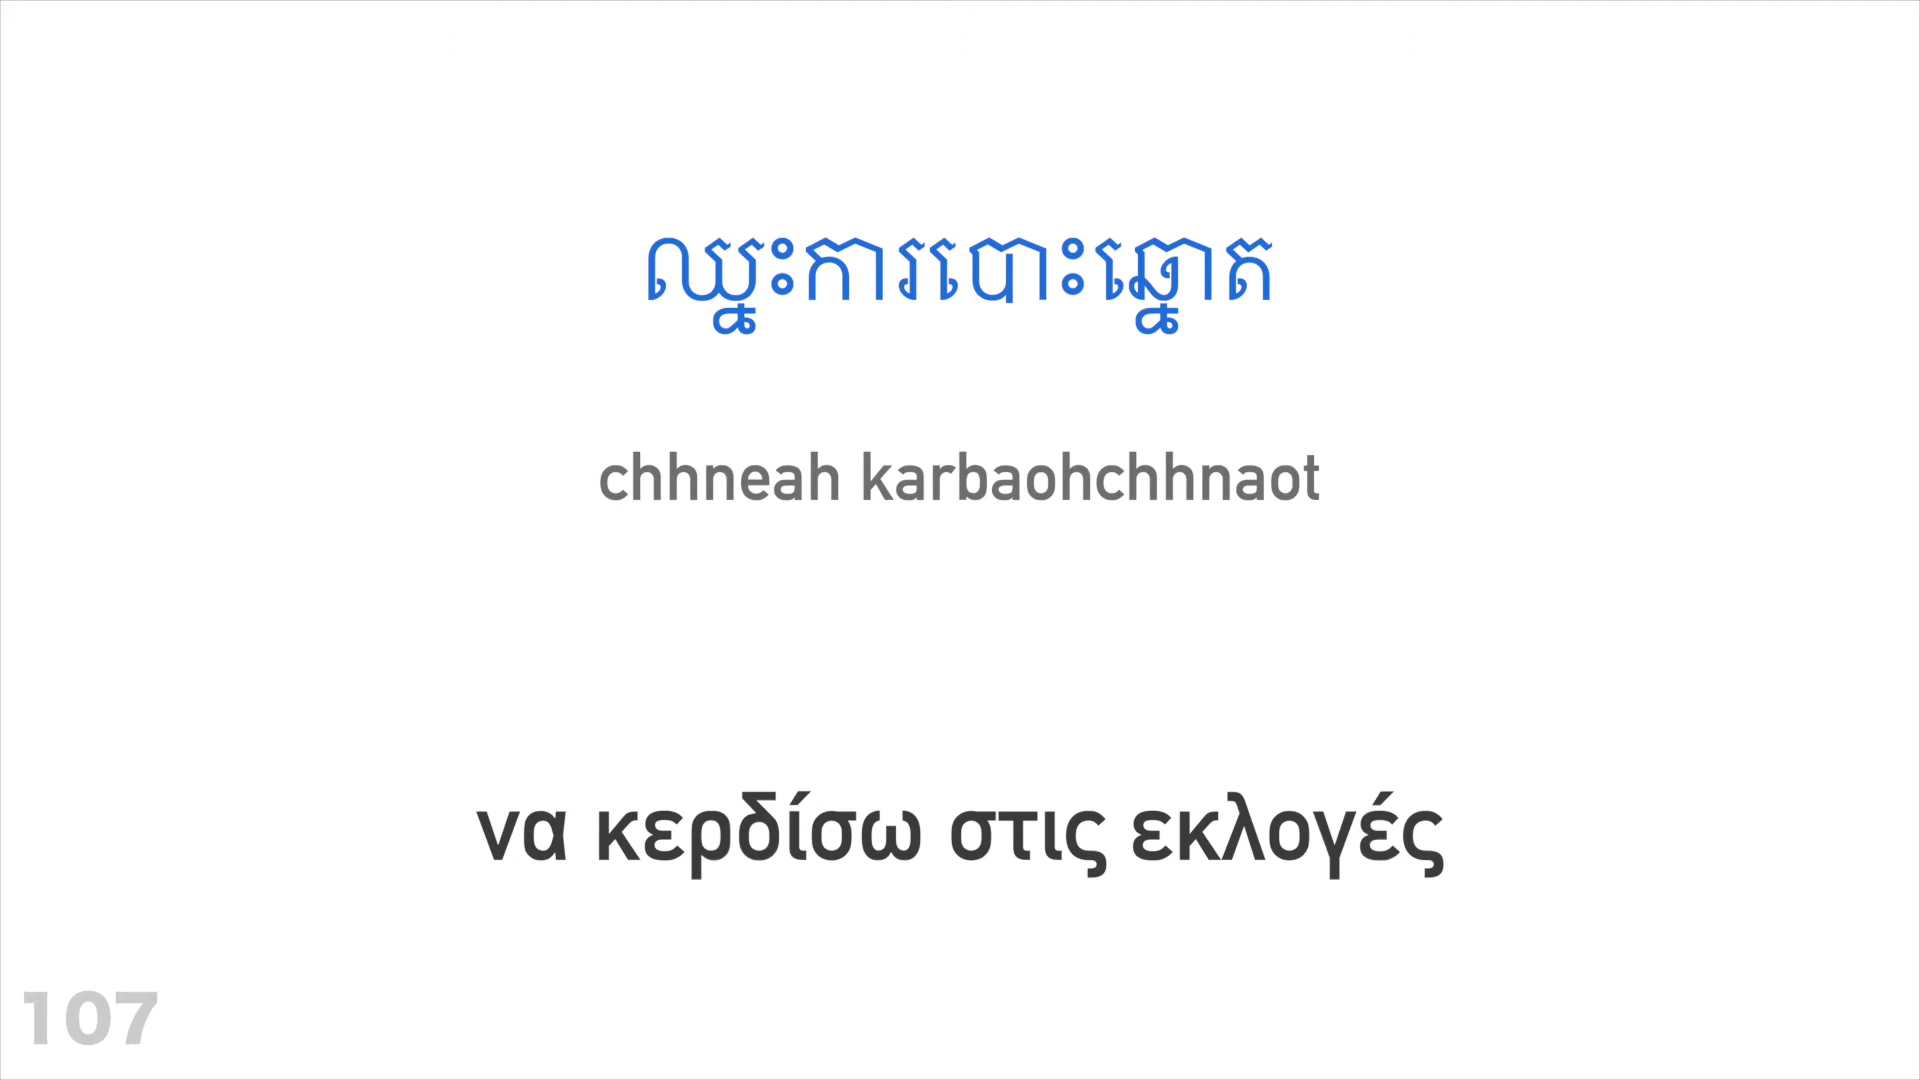 ឈ្នះការបោះឆ្នោត
chhneah karbaohchhnaot
να κερδίσω στις εκλογές
107